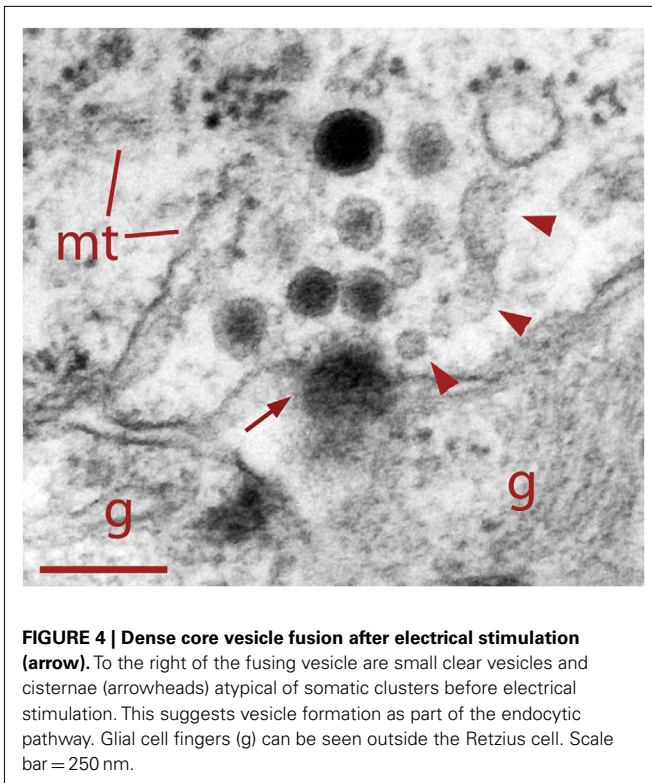 mt
g
g
FIGURE 4 | Dense core vesicle fusion after electrical stimulation
(arrow). To the right of the fusing vesicle are small clear vesicles and
cisternae (arrowheads) atypical of somatic clusters before electrical
stimulation. This suggests vesicle formation as part of the endocytic
pathway. Glial cell fingers (g) can be seen outside the Retzius cell. Scale
bar = 250 nm.